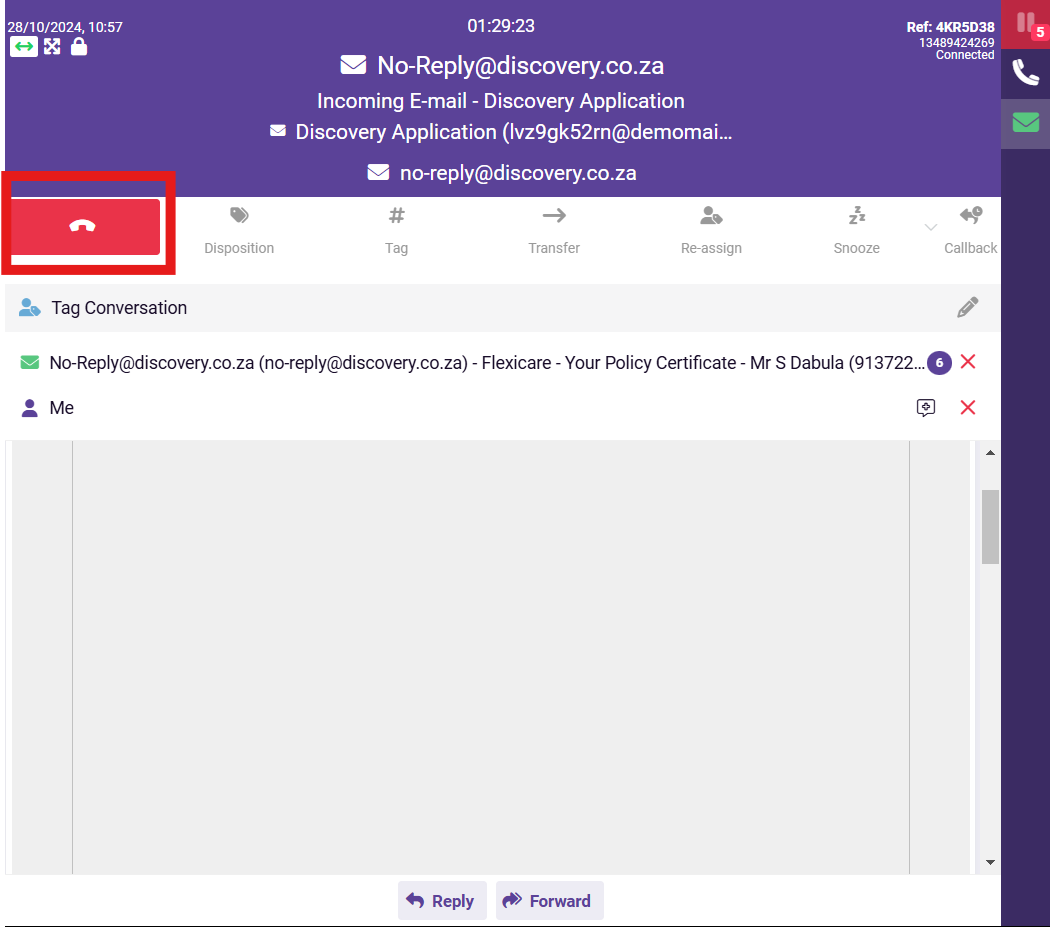 28/10/2024, 10:57
01:29:23
Ref: 4KR5D38
13489424269
Connected
5
No-Reply@discovery.co.za
Incoming E-mail - Discovery Application
Discovery Application (lvz9gk52rn@demomai...
no-reply@discovery.co.za
Disposition
# Tag
Transfer
Re-assign
Snooze
Callback
Tag Conversation
No-Reply@discovery.co.za (no-reply@discovery.co.za) - Flexicare - Your Policy Certificate - Mr S Dabula (913722... 6
Me
Reply
Forward